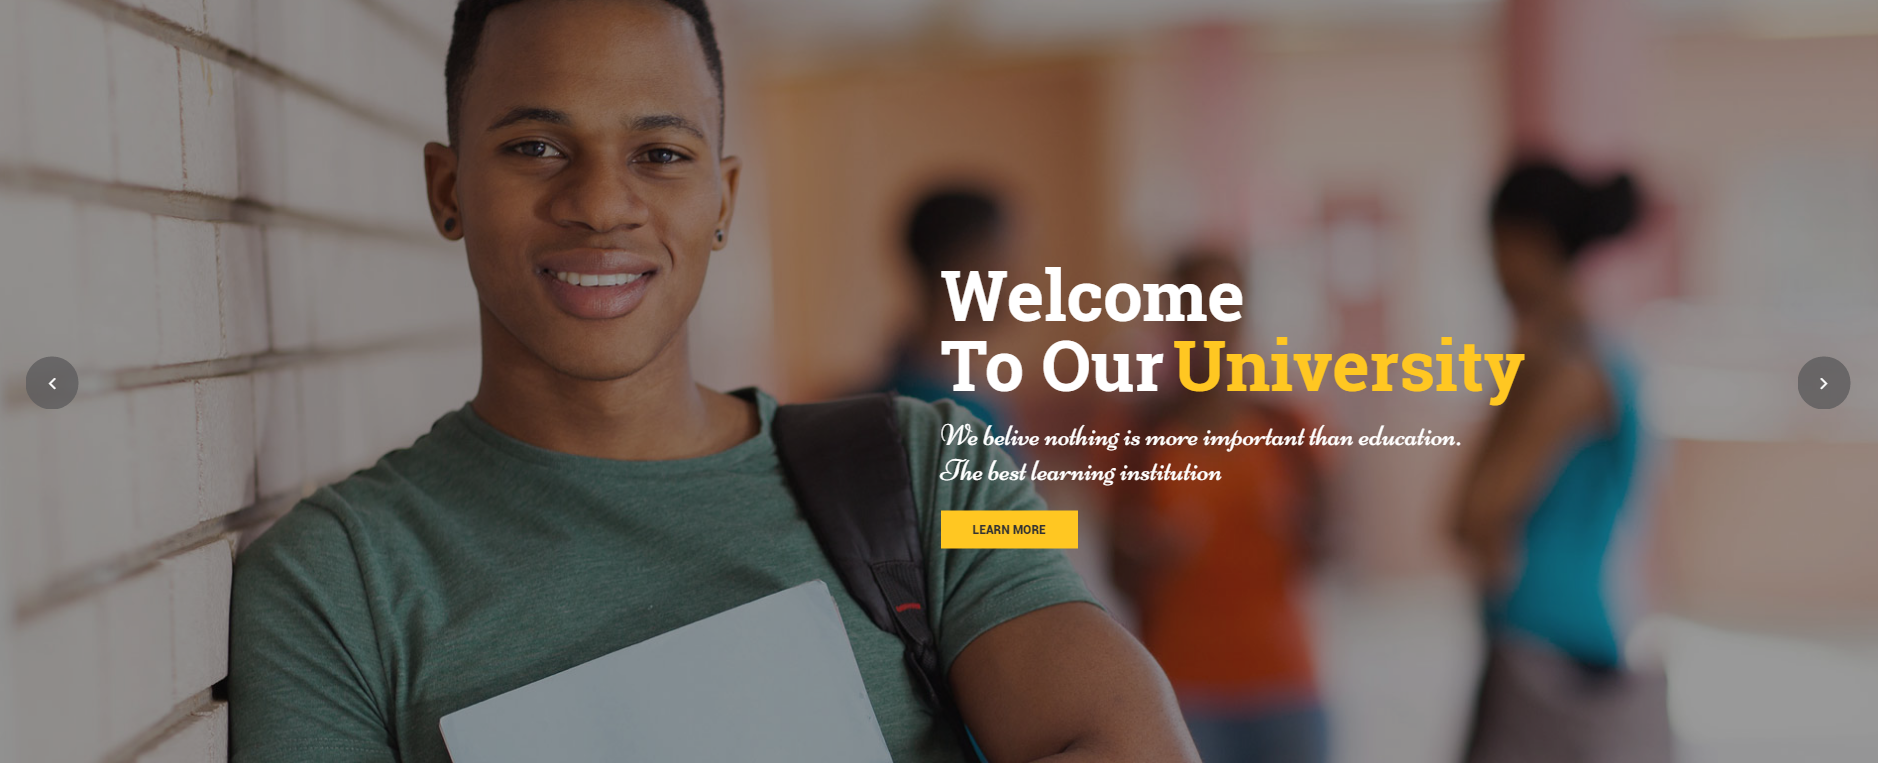 Welcome
To Our University
We belive nothing is more important than education.
The best learning institution
LEARN MORE